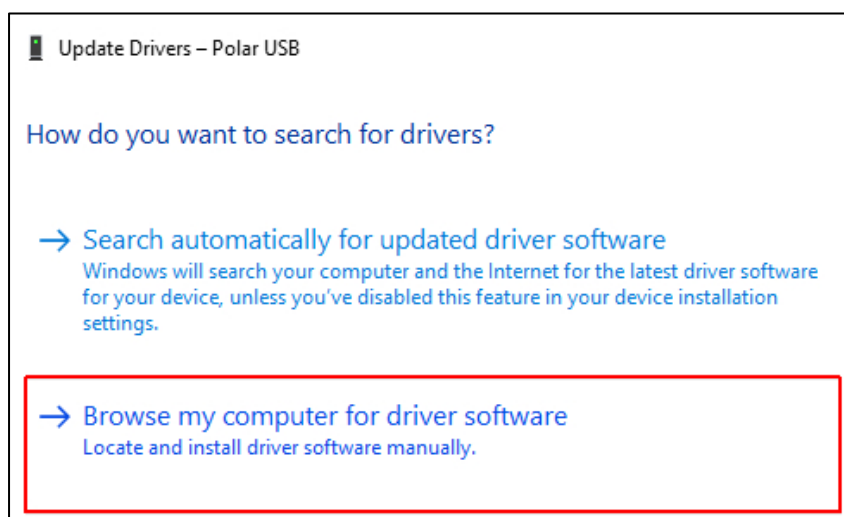 Update Drivers – Polar USB
How do you want to search for drivers?
→ Search automatically for updated driver software
Windows will search your computer and the Internet for the latest driver software
for your device, unless you've disabled this feature in your device installation
settings.
→ Browse my computer for driver software
Locate and install driver software manually.